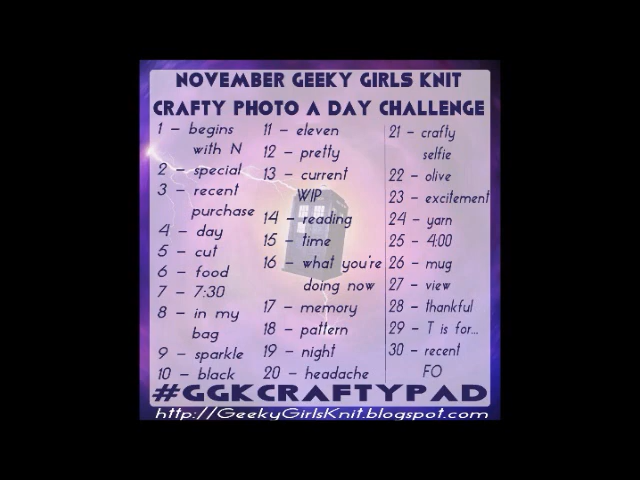 NOVEMBER GEEKY GIRLS KNIT
CRAFTY PHOTO A DAY CHALLENGE
1 – begins
with N
2 – special
3 – recent
purchase
4 – day
5 – cut
6 – food
7 – 7:30
8 – in my
bag
9 – sparkle
10 – black
11 – eleven
12 – pretty
13 – current
WIP
14 – reading
15 – time
16 – what you're
doing now
17 – memory
18 – pattern
19 – night
20 – headache
21 – crafty
selfie
22 – olive
23 – excitement
24 – yarn
25 – 4:00
26 – mug
27 – view
28 – thankful
29 – T is for...
30 – recent
FO
#GGKCRAFTYPAD
http://GeekyGirlsKnit.blogspot.com